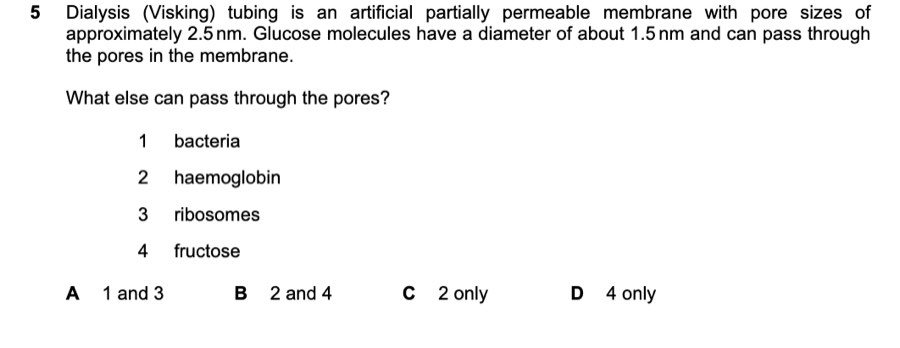 5 Dialysis (Visking) tubing is an artificial partially permeable membrane with pore sizes of
approximately 2.5 nm. Glucose molecules have a diameter of about 1.5 nm and can pass through
the pores in the membrane.
What else can pass through the pores?
1 bacteria
2 haemoglobin
3 ribosomes
4 fructose
A 1 and 3 B 2 and 4 C 2 only D 4 only